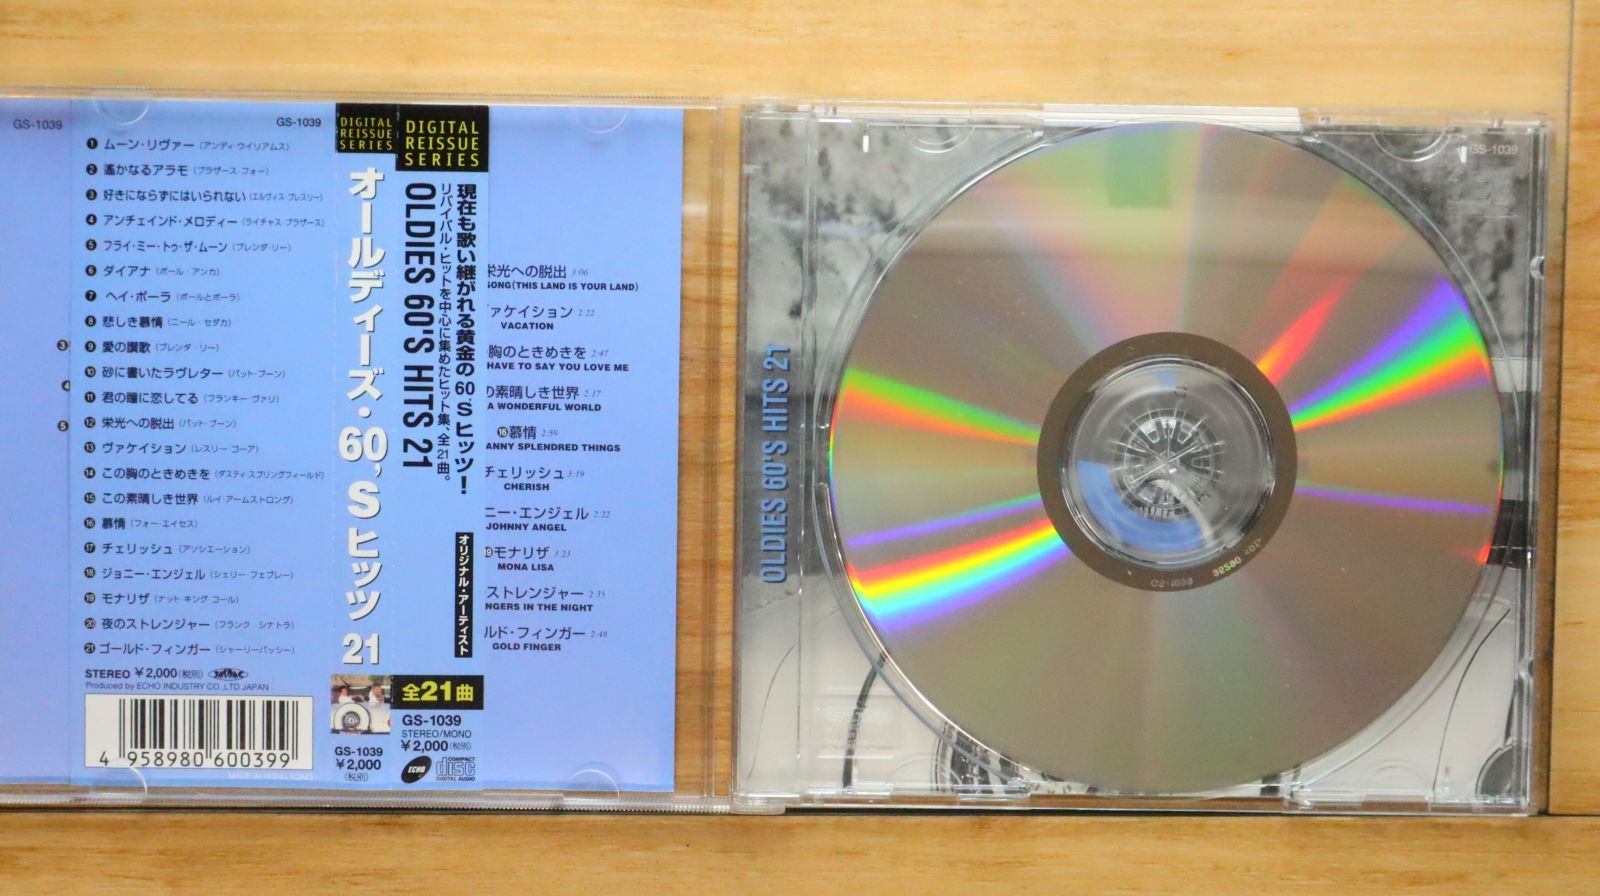 GS-1039
❸
❹
❺
GS-1039
❶ ムーン・リヴァー (アンディ・ウイリアムス)
❷ 遙かなるアラモ (ブラザース・フォー)
❸ 好きにならずにはいられない (エルヴィス・プレスリー)
❹ アンチェインド・メロディー (ライチャス・ブラザース)
❺ フライ・ミー・トゥ・ザ・ムーン (ブレンダ・リー)
❻ ダイアナ (ポール・アンカ)
❼ ヘイ・ポーラ (ポールとポーラ)
❽ 悲しき慕情 (ニール・セダカ)
❾ 愛の讃歌 (ブレンダ・リー)
❿ 砂に書いたラヴレター (パット・ブーン)
⓫ 君の瞳に恋してる (フランキー・ヴァリ)
⓬ 栄光への脱出 (パット・ブーン)
⓭ ヴァケイション (レスリー・ゴーア)
⓮ この胸のときめきを (ダスティ・スプリングフィールド)
⓯ この素晴しき世界 (ルイ・アームストロング)
⓰ 慕情 (フォー・エイセス)
⓱ チェリッシュ (アソシエーション)
⓲ ジョニー・エンジェル (シェリー・フェブレー)
⓳ モナリザ (ナット・キング・コール)
⓴ 夜のストレンジャー (フランク・シナトラ)
㉑ ゴールド・フィンガー (シャーリーバッシー)
STEREO ¥2,000(税別)
Produced by ECHO INDUSTRY CO.,LTD JAPAN
4 958980 600399
MADE IN HONG KONG
DIGITAL
REISSUE
SERIES
オールディーズ・60'Sヒッツ 21
GS-1039
¥2,000
(税別)
DIGITAL
REISSUE
SERIES
現在も歌い継がれる黄金の60'Sヒッツ!
リバイバル・ヒットを中心に集めたヒット集、全21曲。
OLDIES 60'S HITS 21
オリジナル・アーティスト
全21曲
GS-1039
STEREO/MONO
¥2,000(税別)
ECHO
COMPACT
disc
DIGITAL AUDIO
栄光への脱出 3:06
SONG(THIS LAND IS YOUR LAND)
ァケイション 2:22
VACATION
胸のときめきを 2:47
HAVE TO SAY YOU LOVE ME
の素晴しき世界 2:17
A WONDERFUL WORLD
⓰慕情 2:59
ANNY SPLENDRED THINGS
チェリッシュ 3:19
CHERISH
ニー・エンジェル 2:22
JOHNNY ANGEL
⓳モナリザ 3:23
MONA LISA
ストレンジャー 2:35
NGERS IN THE NIGHT
ルド・フィンガー 2:48
GOLD FINGER
OLDIES 60'S HITS 21
GS-1039
GS-1039